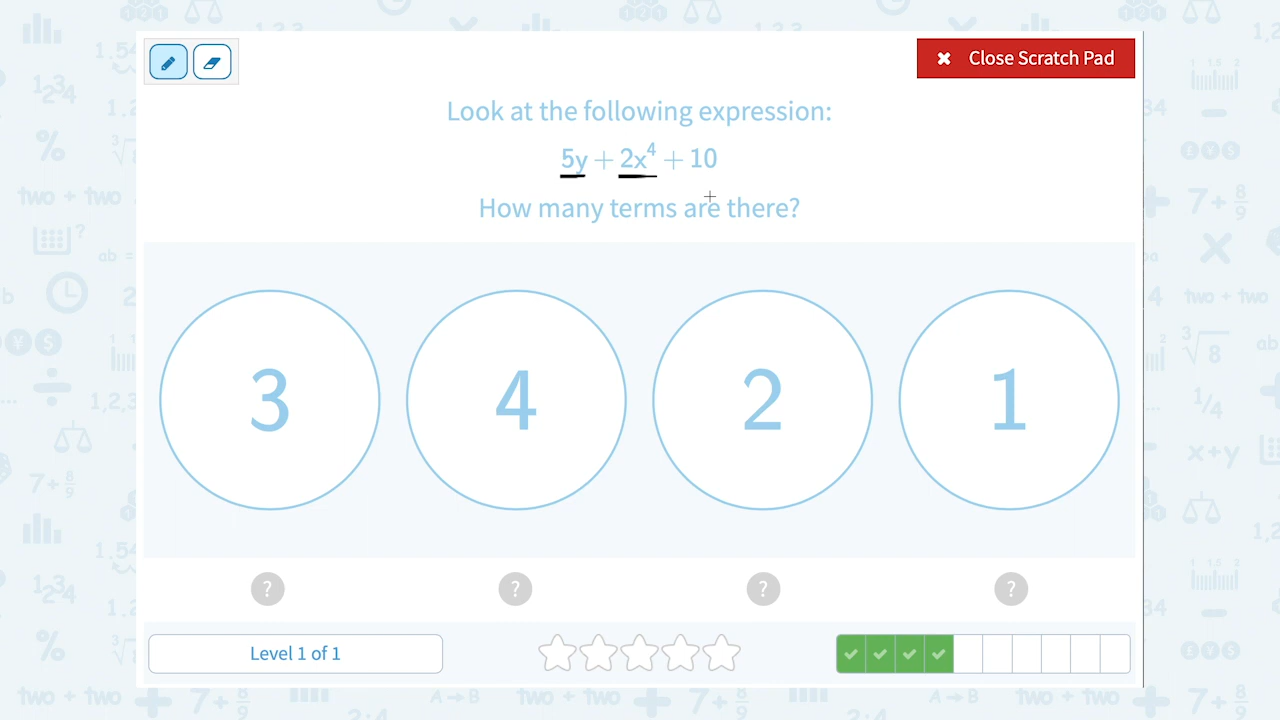 Close Scratch Pad
Look at the following expression:
5y + 2x⁴ + 10
How many terms are there?
3 4 2 1
? ? ? ?
Level 1 of 1